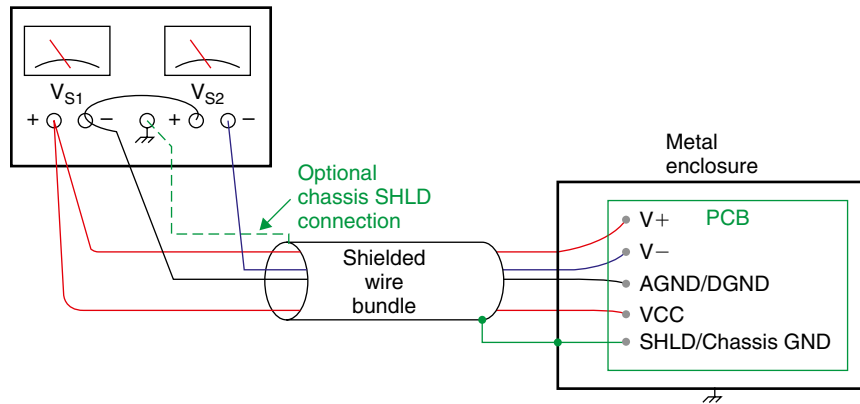 V_S1 V_S2
+ − + −
Optional
chassis SHLD
connection
Shielded
wire
bundle
Metal
enclosure
PCB
V+
V−
AGND/DGND
VCC
SHLD/Chassis GND